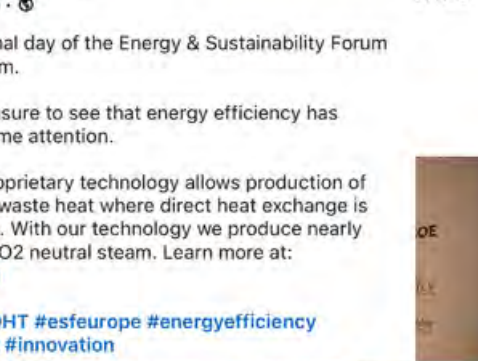 nal day of the Energy & Sustainability Forum
m.
sure to see that energy efficiency has
me attention.
oprietary technology allows production of
waste heat where direct heat exchange is
. With our technology we produce nearly
O2 neutral steam. Learn more at:
HT #esfeurope #energyefficiency
#innovation
OE